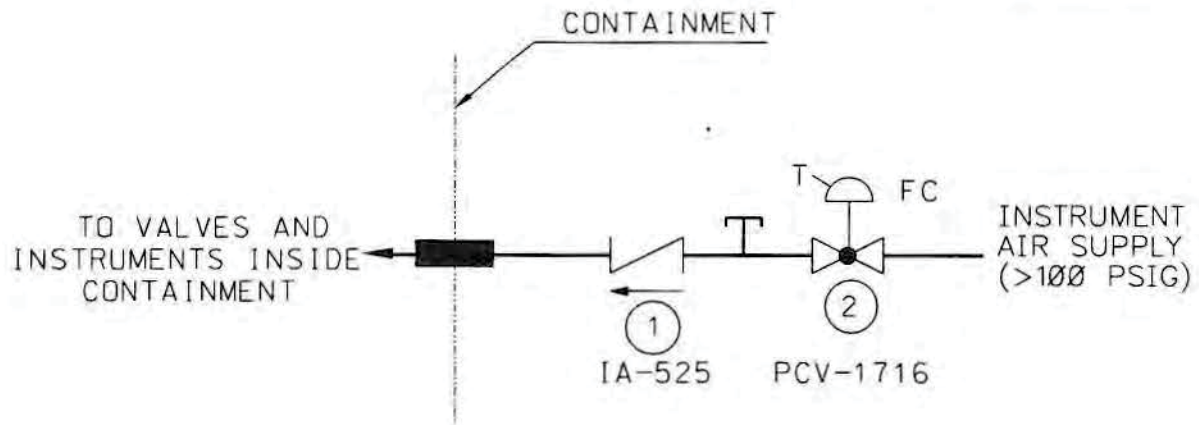 CONTAINMENT
TO VALVES AND
INSTRUMENTS INSIDE
CONTAINMENT
T
FC
INSTRUMENT
AIR SUPPLY
(>100 PSIG)
1
2
IA-525
PCV-1716